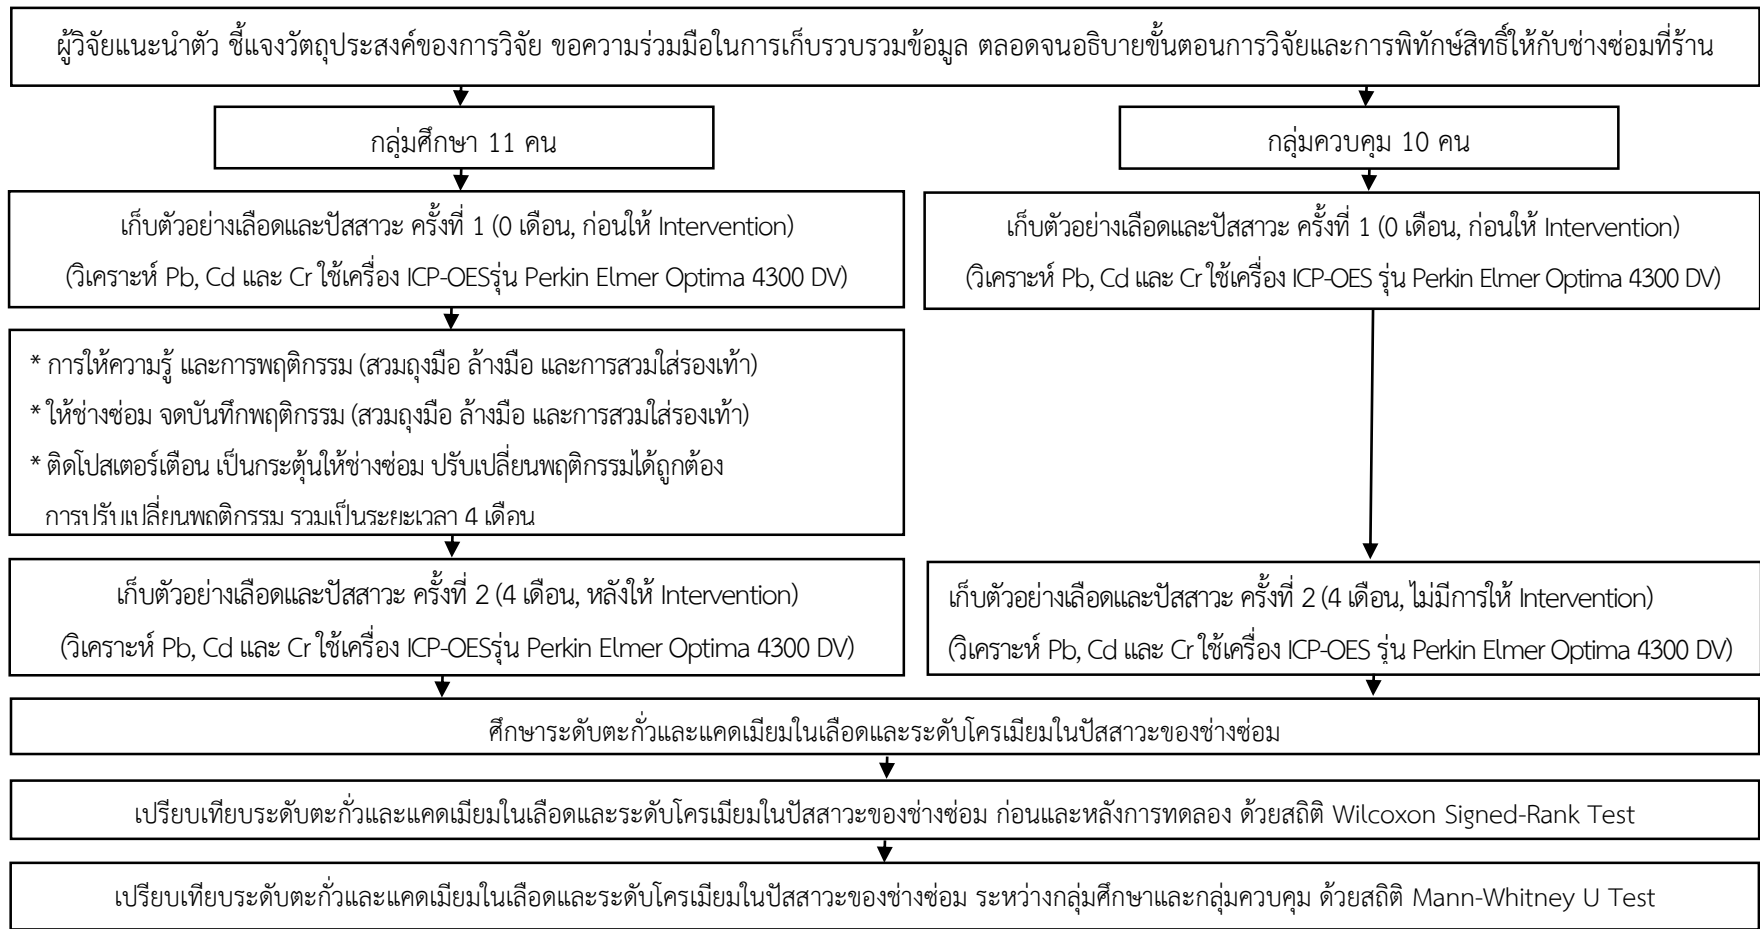 ผู้วิจัยแนะนำตัว ชี้แจงวัตถุประสงค์ของการวิจัย ขอความร่วมมือในการเก็บรวบรวมข้อมูล ตลอดจนอธิบายขั้นตอนการวิจัยและการพิทักษ์สิทธิ์ให้กับช่างซ่อมที่ร้าน
กลุ่มศึกษา 11 คน
กลุ่มควบคุม 10 คน
เก็บตัวอย่างเลือดและปัสสาวะ ครั้งที่ 1 (0 เดือน, ก่อนให้ Intervention)
(วิเคราะห์ Pb, Cd และ Cr ใช้เครื่อง ICP-OESรุ่น Perkin Elmer Optima 4300 DV)
เก็บตัวอย่างเลือดและปัสสาวะ ครั้งที่ 1 (0 เดือน, ก่อนให้ Intervention)
(วิเคราะห์ Pb, Cd และ Cr ใช้เครื่อง ICP-OES รุ่น Perkin Elmer Optima 4300 DV)
* การให้ความรู้ และการพฤติกรรม (สวมถุงมือ ล้างมือ และการสวมใส่รองเท้า)
* ให้ช่างซ่อม จดบันทึกพฤติกรรม (สวมถุงมือ ล้างมือ และการสวมใส่รองเท้า)
* ติดโปสเตอร์เตือน เป็นกระตุ้นให้ช่างซ่อม ปรับเปลี่ยนพฤติกรรมได้ถูกต้อง
การปรับเปลี่ยนพฤติกรรม รวมเป็นระยะเวลา 4 เดือน
เก็บตัวอย่างเลือดและปัสสาวะ ครั้งที่ 2 (4 เดือน, หลังให้ Intervention)
(วิเคราะห์ Pb, Cd และ Cr ใช้เครื่อง ICP-OESรุ่น Perkin Elmer Optima 4300 DV)
เก็บตัวอย่างเลือดและปัสสาวะ ครั้งที่ 2 (4 เดือน, ไม่มีการให้ Intervention)
(วิเคราะห์ Pb, Cd และ Cr ใช้เครื่อง ICP-OES รุ่น Perkin Elmer Optima 4300 DV)
ศึกษาระดับตะกั่วและแคดเมียมในเลือดและระดับโครเมียมในปัสสาวะของช่างซ่อม
เปรียบเทียบระดับตะกั่วและแคดเมียมในเลือดและระดับโครเมียมในปัสสาวะของช่างซ่อม ก่อนและหลังการทดลอง ด้วยสถิติ Wilcoxon Signed-Rank Test
เปรียบเทียบระดับตะกั่วและแคดเมียมในเลือดและระดับโครเมียมในปัสสาวะของช่างซ่อม ระหว่างกลุ่มศึกษาและกลุ่มควบคุม ด้วยสถิติ Mann-Whitney U Test